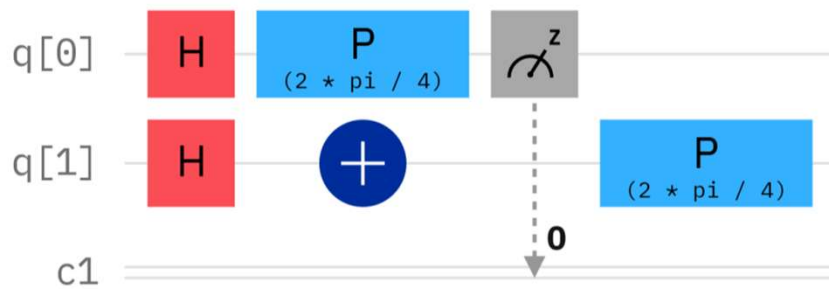 q[0] H P (2 * pi / 4) z
q[1] H + P (2 * pi / 4)
0
c1